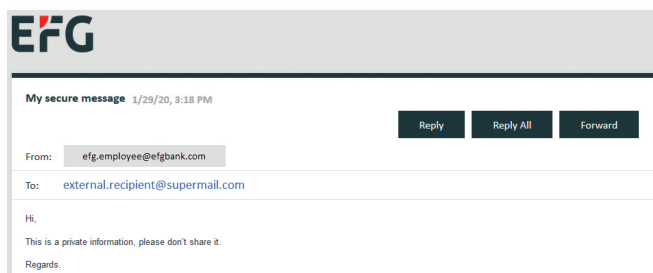 EFG
My secure message 1/29/20, 3:18 PM
Reply Reply All Forward
From: efg.employee@efgbank.com
To: external.recipient@supermail.com
Hi,
This is a private information, please don't share it.
Regards.